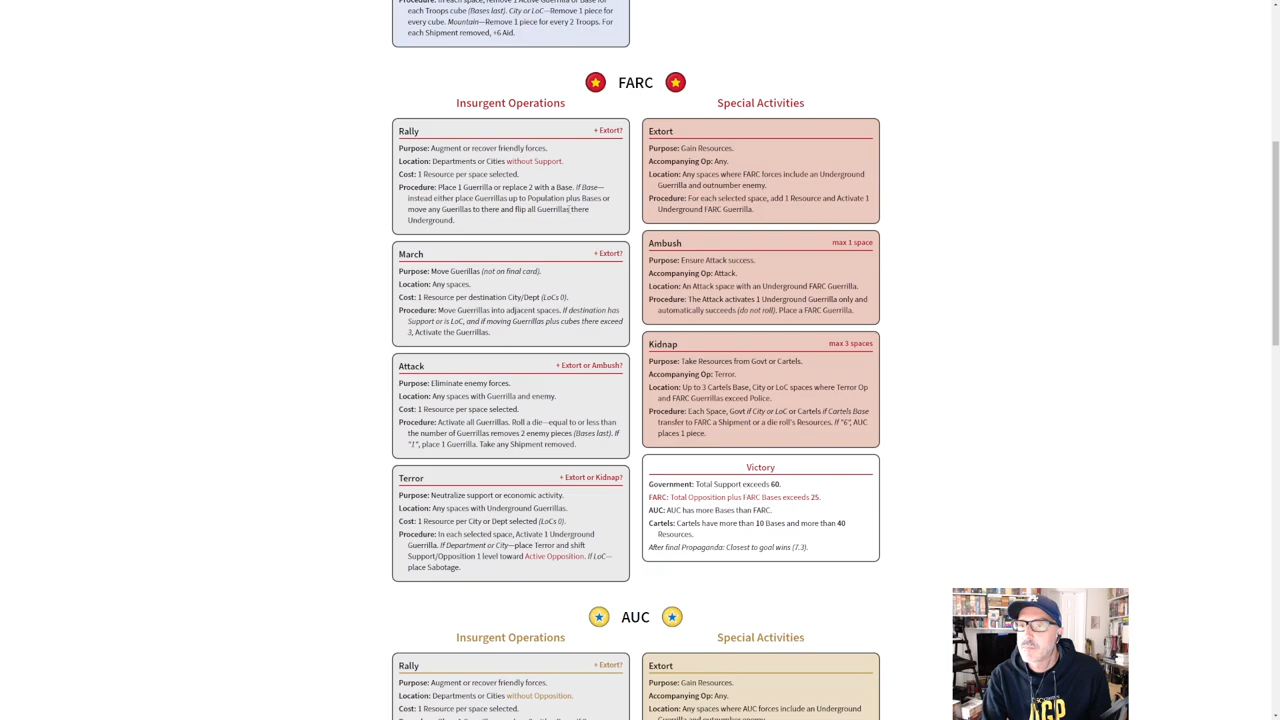 each Troops cube (Bases last). City or LoC—Remove 1 piece for
every cube. Mountain—Remove 1 piece for every 2 Troops. For
each Shipment removed, +6 Aid.
FARC
Insurgent Operations
Rally + Extort?
Purpose: Augment or recover friendly forces.
Location: Departments or Cities without Support.
Cost: 1 Resource per space selected.
Procedure: Place 1 Guerrilla or replace 2 with a Base. If Base—
instead either place Guerrillas up to Population plus Bases or
move any Guerillas to there and flip all Guerrillas there
Underground.
March + Extort?
Purpose: Move Guerillas (not on final card).
Location: Any spaces.
Cost: 1 Resource per destination City/Dept (LoCs 0).
Procedure: Move Guerrillas into adjacent spaces. If destination has
Support or is LoC, and if moving Guerrillas plus cubes there exceed
3, Activate the Guerrillas.
Attack + Extort or Ambush?
Purpose: Eliminate enemy forces.
Location: Any spaces with Guerrilla and enemy.
Cost: 1 Resource per space selected.
Procedure: Activate all Guerrillas. Roll a die—equal to or less than
the number of Guerrillas removes 2 enemy pieces (Bases last). If
"1", place 1 Guerrilla. Take any Shipment removed.
Terror + Extort or Kidnap?
Purpose: Neutralize support or economic activity.
Location: Any spaces with Underground Guerrillas.
Cost: 1 Resource per City or Dept selected (LoCs 0).
Procedure: In each selected space, Activate 1 Underground
Guerrilla. If Department or City—place Terror and shift
Support/Opposition 1 level toward Active Opposition. If LoC—
place Sabotage.
Special Activities
Extort
Purpose: Gain Resources.
Accompanying Op: Any.
Location: Any spaces where FARC forces include an Underground
Guerrilla and outnumber enemy.
Procedure: For each selected space, add 1 Resource and Activate 1
Underground FARC Guerrilla.
Ambush max 1 space
Purpose: Ensure Attack success.
Accompanying Op: Attack.
Location: An Attack space with an Underground FARC Guerrilla.
Procedure: The Attack activates 1 Underground Guerrilla only and
automatically succeeds (do not roll). Place a FARC Guerrilla.
Kidnap max 3 spaces
Purpose: Take Resources from Govt or Cartels.
Accompanying Op: Terror.
Location: Up to 3 Cartels Base, City or LoC spaces where Terror Op
and FARC Guerrillas exceed Police.
Procedure: Each Space, Govt if City or LoC or Cartels if Cartels Base
transfer to FARC a Shipment or a die roll's Resources. If "6", AUC
places 1 piece.
Victory
Government: Total Support exceeds 60.
FARC: Total Opposition plus FARC Bases exceeds 25.
AUC: AUC has more Bases than FARC.
Cartels: Cartels have more than 10 Bases and more than 40
Resources.
After final Propaganda: Closest to goal wins (7.3).
AUC
Insurgent Operations
Rally + Extort?
Purpose: Augment or recover friendly forces.
Location: Departments or Cities without Opposition.
Cost: 1 Resource per space selected.
Special Activities
Extort
Purpose: Gain Resources.
Accompanying Op: Any.
Location: Any spaces where AUC forces include an Underground
AGP